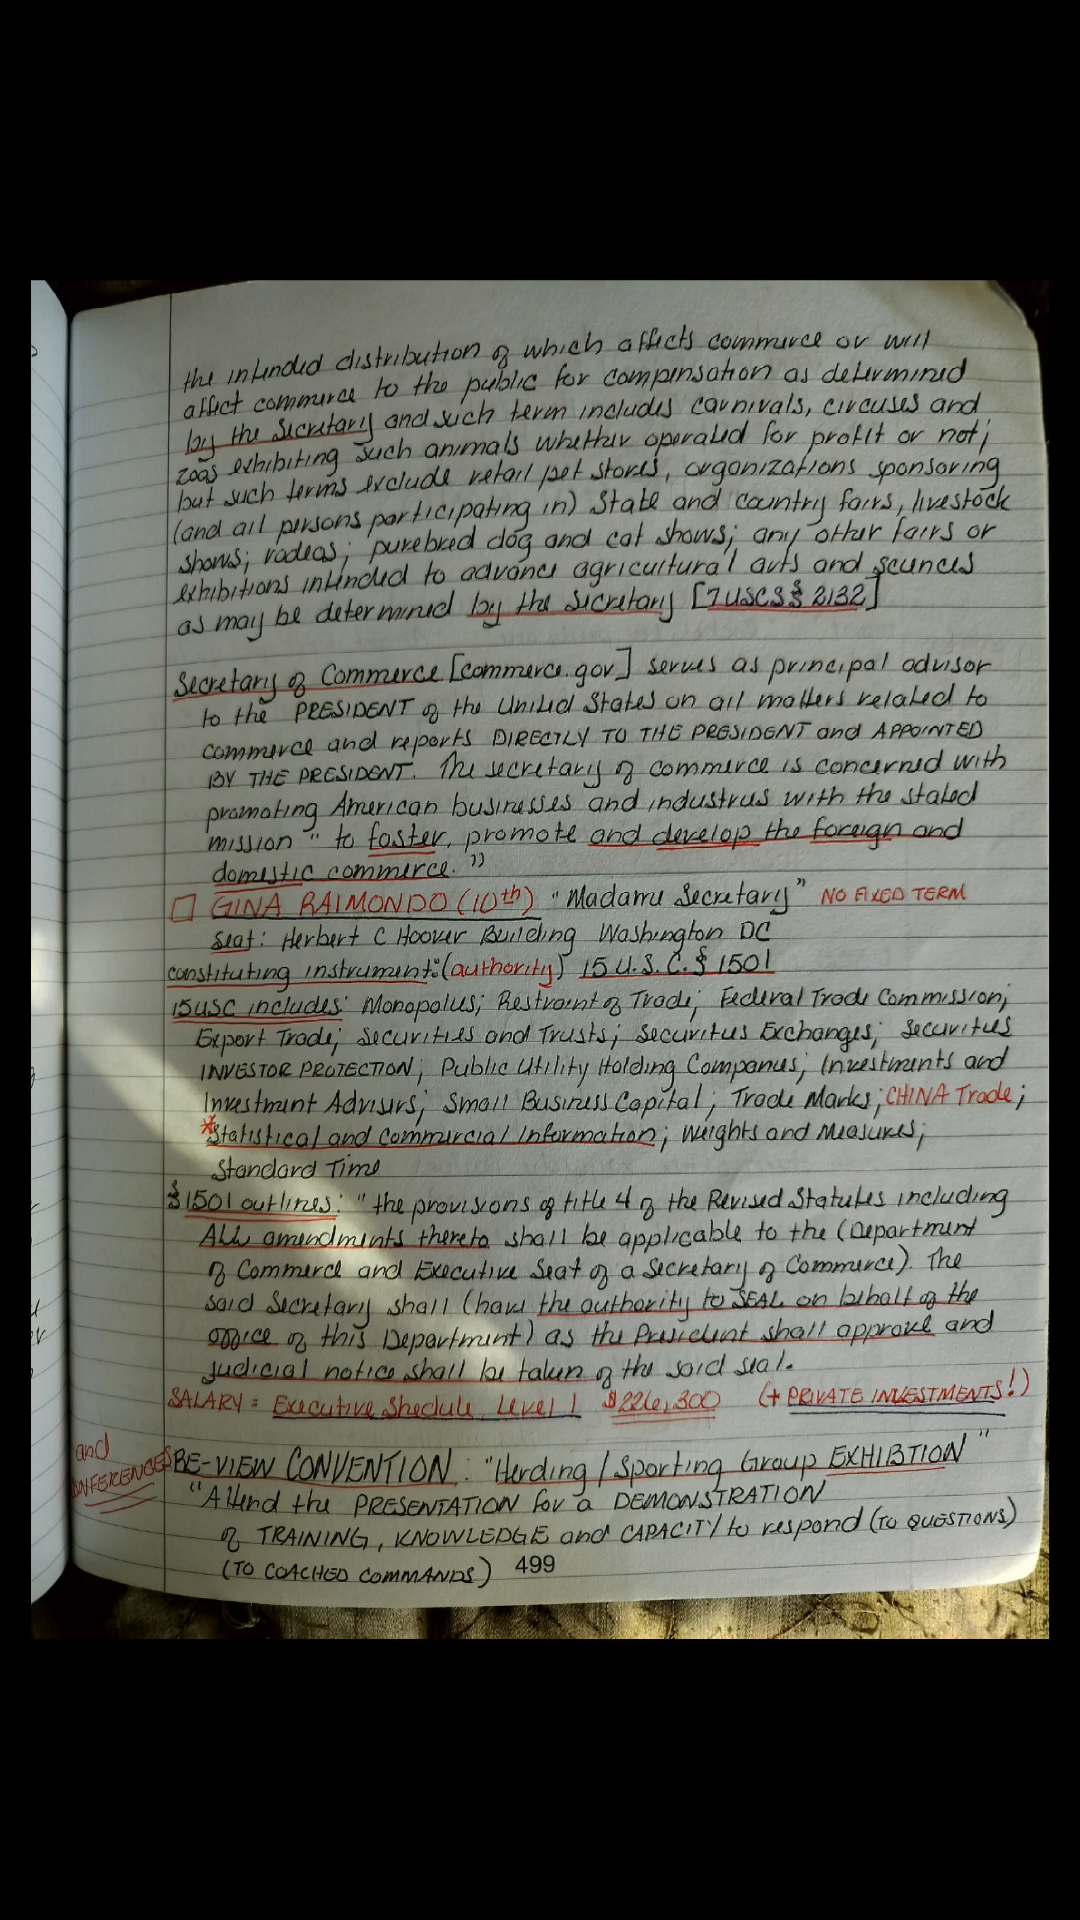 the intended distribution of which affects commerce or will
affect commerce to the public for compensation as determined
by the Secretary and such term includes carnivals, circuses and
zoos exhibiting such animals whether operated for profit or not;
but such terms exclude retail pet stores, organizations sponsoring
(and all persons participating in) State and country fairs, livestock
shows; rodeos; purebred dog and cat shows; any other fairs or
exhibitions intended to advance agricultural arts and sciences
as may be determined by the Secretary [7USCS§ 2132]
Secretary of Commerce [commerce.gov] serves as principal advisor
to the PRESIDENT of the United States on all matters related to
commerce and reports DIRECTLY TO THE PRESIDENT and APPOINTED
BY THE PRESIDENT. The secretary of commerce is concerned with
promoting American businesses and industries with the stated
mission " to foster, promote and develop the foreign and
domestic commerce."
☐ GINA RAIMONDO (10th) "Madame Secretary" NO FIXED TERM
Seat: Herbert C Hoover Building Washington DC
constituting instrument: (authority) 15 U.S.C.§ 1501
15USC includes: Monopolies; Restraint of Trade; Federal Trade Commission;
Export Trade; Securities and Trusts; Securities Exchanges; Securities
INVESTOR PROTECTION; Public Utility Holding Companies; Investments and
Investment Advisers; Small Business Capital; Trade Marks; CHINA Trade;
*Statistical and Commercial Information; Weights and Measures;
Standard Time
§1501 outlines: "the provisions of title 4 of the Revised Statutes including
ALL amendments thereto shall be applicable to the (Department
of Commerce and Executive Seat of a Secretary of Commerce). The
said Secretary shall (have the authority to SEAL on behalf of the
office of this Department) as the President shall approve and
judicial notice shall be taken of the said seal.
SALARY = Executive Shedule, Level 1 $226,300 (+ PRIVATE INVESTMENTS!)
and
CONFERENCES
RE-VIEW CONVENTION: "Herding / Sporting Group EXHIBTION"
"Attend the PRESENTATION for a DEMONSTRATION
of TRAINING, KNOWLEDGE and CAPACITY to respond (TO QUESTIONS)
(TO COACHED COMMANDS) 499